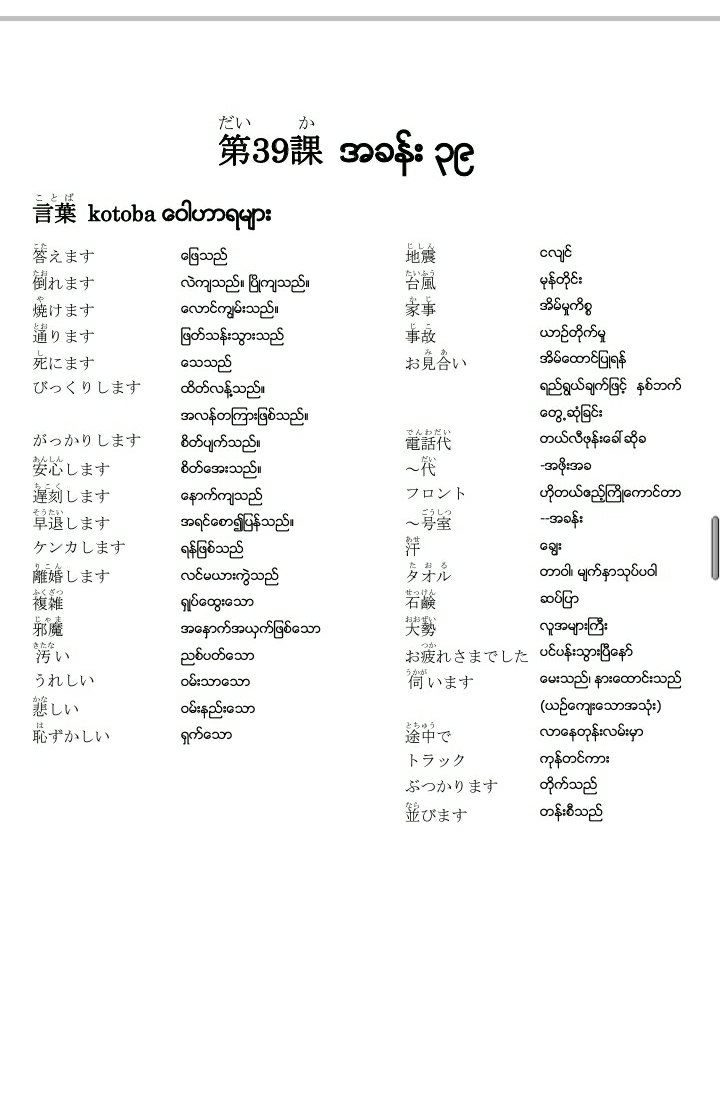 だい か
第39課 အခန်း ၃၉
ことば
言葉 kotoba ဝေါဟာရများ
こた
答えます ဖြေသည်
たお
倒れます လဲကျသည်။ ပြိုကျသည်။
や
焼けます လောင်ကျွမ်းသည်။
とお
通ります ဖြတ်သန်းသွားသည်
し
死にます သေသည်
びっくりします ထိတ်လန့်သည်။
အလန်တကြားဖြစ်သည်။
がっかりします စိတ်ပျက်သည်။
あんしん
安心します စိတ်အေးသည်။
ちこく
遅刻します နောက်ကျသည်
そうたい
早退します အရင်စော၍ပြန်သည်။
ケンカします ရန်ဖြစ်သည်
りこん
離婚します လင်မယားကွဲသည်
ふくざつ
複雑 ရှုပ်ထွေးသော
じゃま
邪魔 အနောက်အယှက်ဖြစ်သော
きたな
汚い ညစ်ပတ်သော
うれしい ဝမ်းသာသော
かな
悲しい ဝမ်းနည်းသော
は
恥ずかしい ရှက်သော
じしん
地震 ငလျင်
たいふう
台風 မုန်တိုင်း
かじ
家事 အိမ်မှုကိစ္စ
じこ
事故 ယာဉ်တိုက်မှု
みあ
お見合い အိမ်ထောင်ပြုရန်
ရည်ရွယ်ချက်ဖြင့် နှစ်ဘက်
တွေ့ဆုံခြင်း
でんわだい
電話代 တယ်လီဖုန်းခေါ်ဆိုခ
だい
～代 -အဖိုးအခ
フロント ဟိုတယ်ဧည့်ကြိုကောင်တာ
ごうしつ
～号室 --အခန်း
あせ
汗 ချွေး
たおる
タオル တာဝါ၊ မျက်နှာသုပ်ပဝါ
せっけん
石鹸 ဆပ်ပြာ
おおぜい
大勢 လူအများကြီး
つか
お疲れさまでした ပင်ပန်းသွားပြီနော်
うかが
伺います မေးသည်၊ နားထောင်းသည်
(ယဉ်ကျေးသောအသုံး)
とちゅう
途中で လာနေတုန်းလမ်းမှာ
トラック ကုန်တင်ကား
ぶつかります တိုက်သည်
なら
並びます တန်းစီသည်